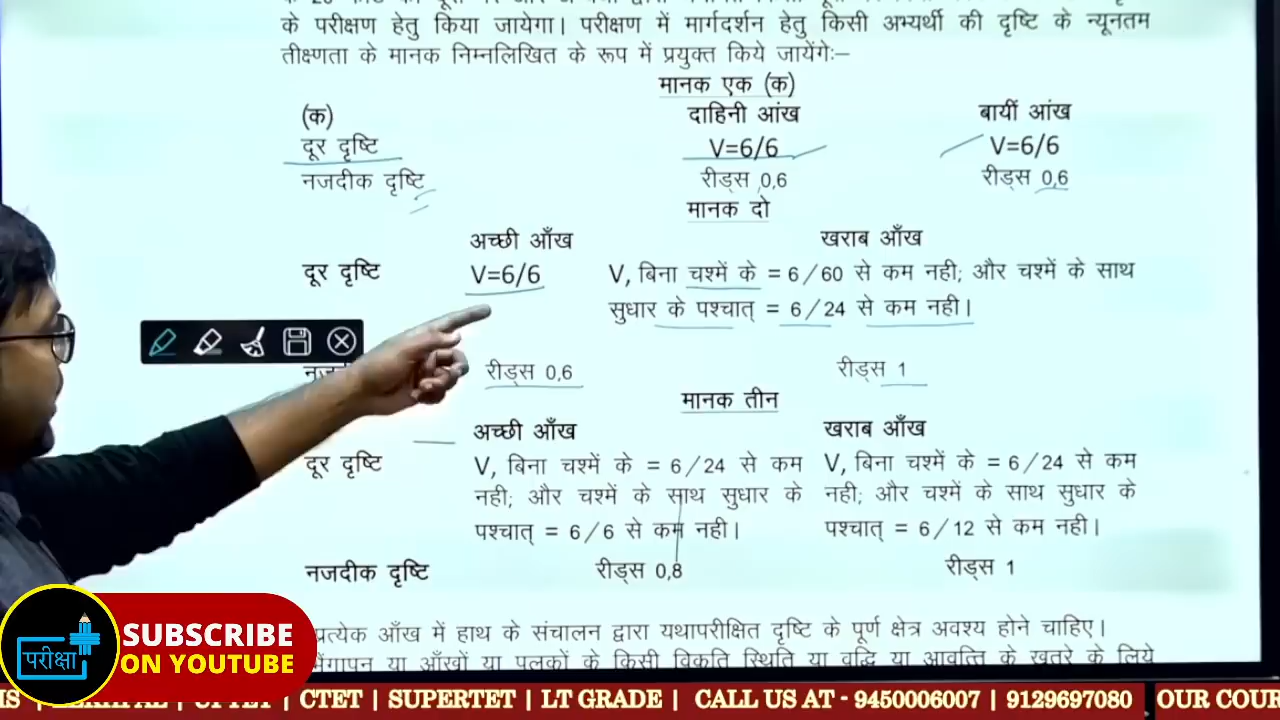 के परीक्षण हेतु किया जायेगा। परीक्षण में मार्गदर्शन हेतु किसी अभ्यर्थी की दृष्टि के न्यूनतम
तीक्ष्णता के मानक निम्नलिखित के रूप में प्रयुक्त किये जायेंगेः–
मानक एक (क)
(क) दाहिनी आंख बायीं आंख
दूर दृष्टि V=6/6 V=6/6
नजदीक दृष्टि रीड्स 0,6 रीड्स 0,6
मानक दो
अच्छी आँख खराब आँख
दूर दृष्टि V=6/6 V, बिना चश्में के = 6/60 से कम नही; और चश्में के साथ
सुधार के पश्चात् = 6/24 से कम नही।
रीड्स 0,6 रीड्स 1
मानक तीन
अच्छी आँख खराब आँख
दूर दृष्टि V, बिना चश्में के = 6/24 से कम V, बिना चश्में के = 6/24 से कम
नही; और चश्में के साथ सुधार के नही; और चश्में के साथ सुधार के
पश्चात् = 6/6 से कम नही। पश्चात् = 6/12 से कम नही।
नजदीक दृष्टि रीड्स 0,8 रीड्स 1
प्रत्येक आँख में हाथ के संचालन द्वारा यथापरीक्षित दृष्टि के पूर्ण क्षेत्र अवश्य होने चाहिए।
या आँखों या पलकों के किसी विकृति स्थिति या वृद्धि या आवृत्ति के खतरे के लिये
परीक्षा
SUBSCRIBE
ON YOUTUBE
CTET | SUPERTET | LT GRADE | CALL US AT - 9450006007 | 9129697080 OUR COUR